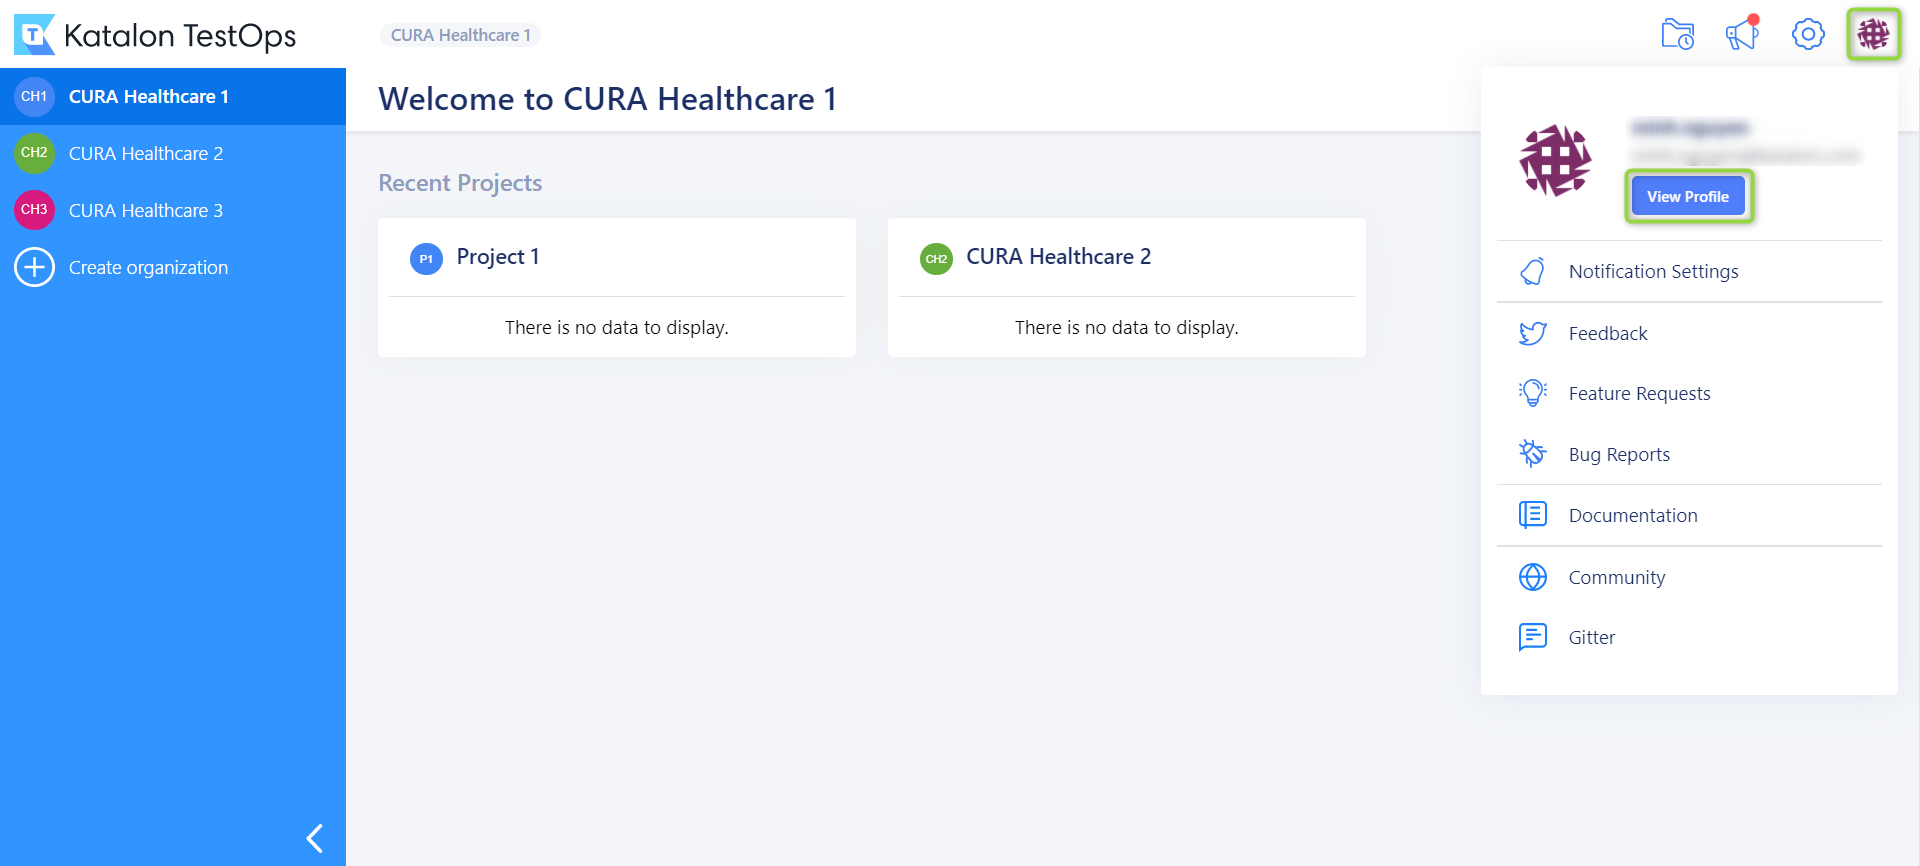 Katalon TestOps
CURA Healthcare 1
CH1 CURA Healthcare 1
CH2 CURA Healthcare 2
CH3 CURA Healthcare 3
Create organization
Welcome to CURA Healthcare 1
Recent Projects
P1 Project 1
There is no data to display.
CH2 CURA Healthcare 2
There is no data to display.
View Profile
Notification Settings
Feedback
Feature Requests
Bug Reports
Documentation
Community
Gitter